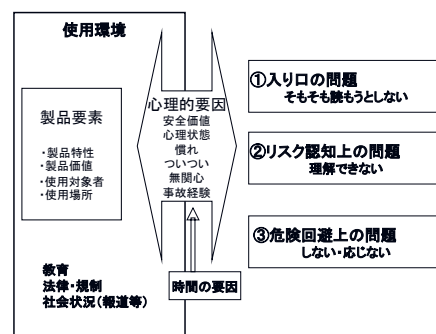 使用環境
製品要素
・製品特性
・製品価値
・使用対象者
・使用場所
教育
法律・規制
社会状況(報道等)
心理的要因
安全価値
心理状態
慣れ
ついつい
無関心
事故経験
時間の要因
①入り口の問題
そもそも読もうとしない
②リスク認知上の問題
理解できない
③危険回避上の問題
しない・応じない